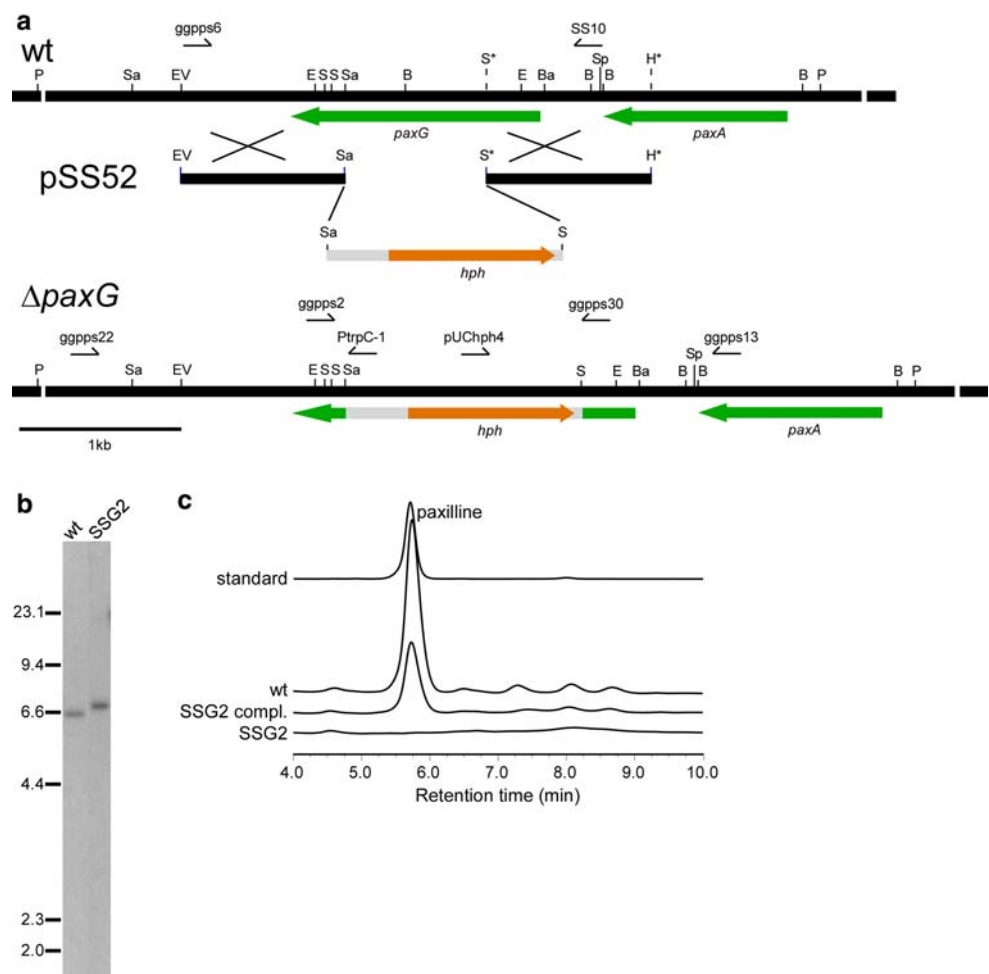 a
ggpps6
SS10
wt
S* Sp H*
P Sa EV E S S Sa B E Ba B B B P
paxG paxA
EV Sa S* H*
pSS52
Sa S
hph
ΔpaxG
ggpps2 ggpps30
ggpps22 PtrpC-1 pUChph4 ggpps13
Sp
P Sa EV E S S Sa S E Ba B B B P
hph paxA
1kb
b
wt SSG2
23.1
9.4
6.6
4.4
2.3
2.0
c
paxilline
standard
wt
SSG2 compl.
SSG2
4.0 5.0 6.0 7.0 8.0 9.0 10.0
Retention time (min)